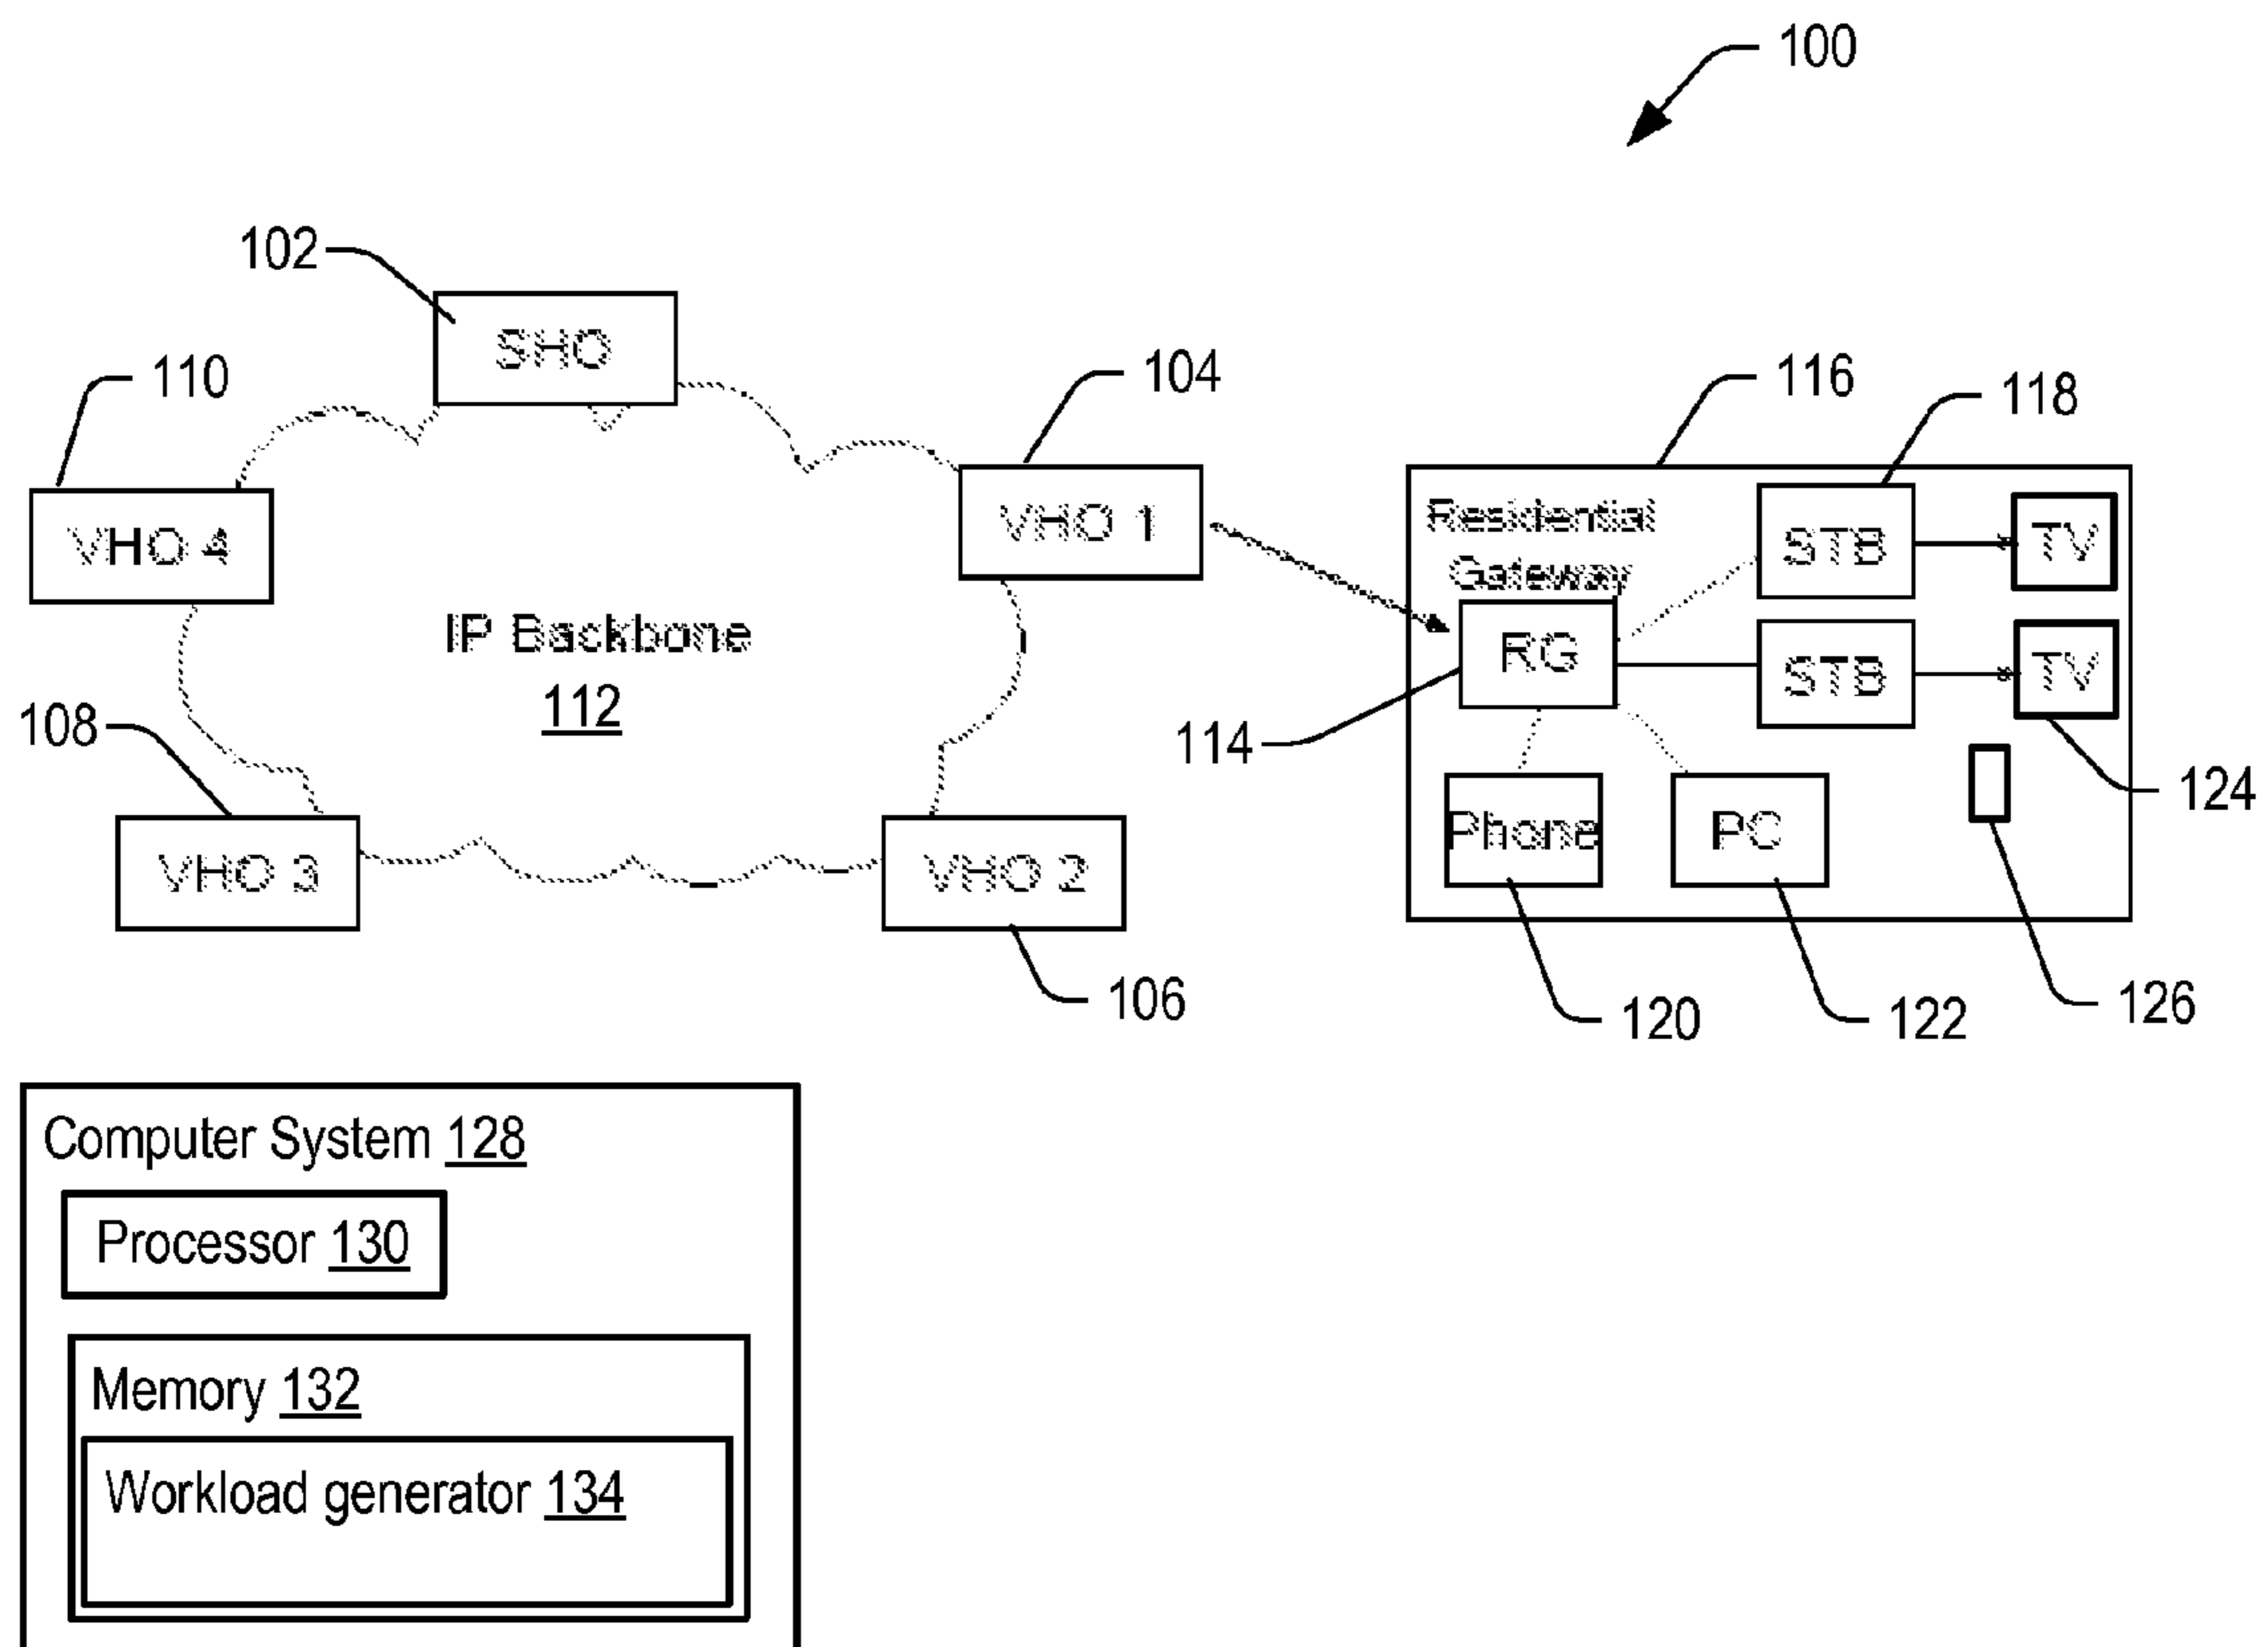 100
102
SHO
110
104
116
118
VHO 4
VHO 1
Residential
Gateway
STB
TV
IP Backbone
112
RG
STB
TV
108
114
124
VHO 3
VHO 2
Phone
PC
106
120
122
126
Computer System 128
Processor 130
Memory 132
Workload generator 134